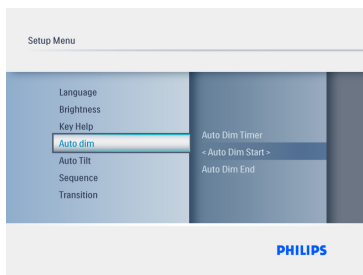 Setup Menu
Language
Brightness
Key Help
Auto dim
Auto Tilt
Sequence
Transition
Auto Dim Timer
< Auto Dim Start >
Auto Dim End
PHILIPS